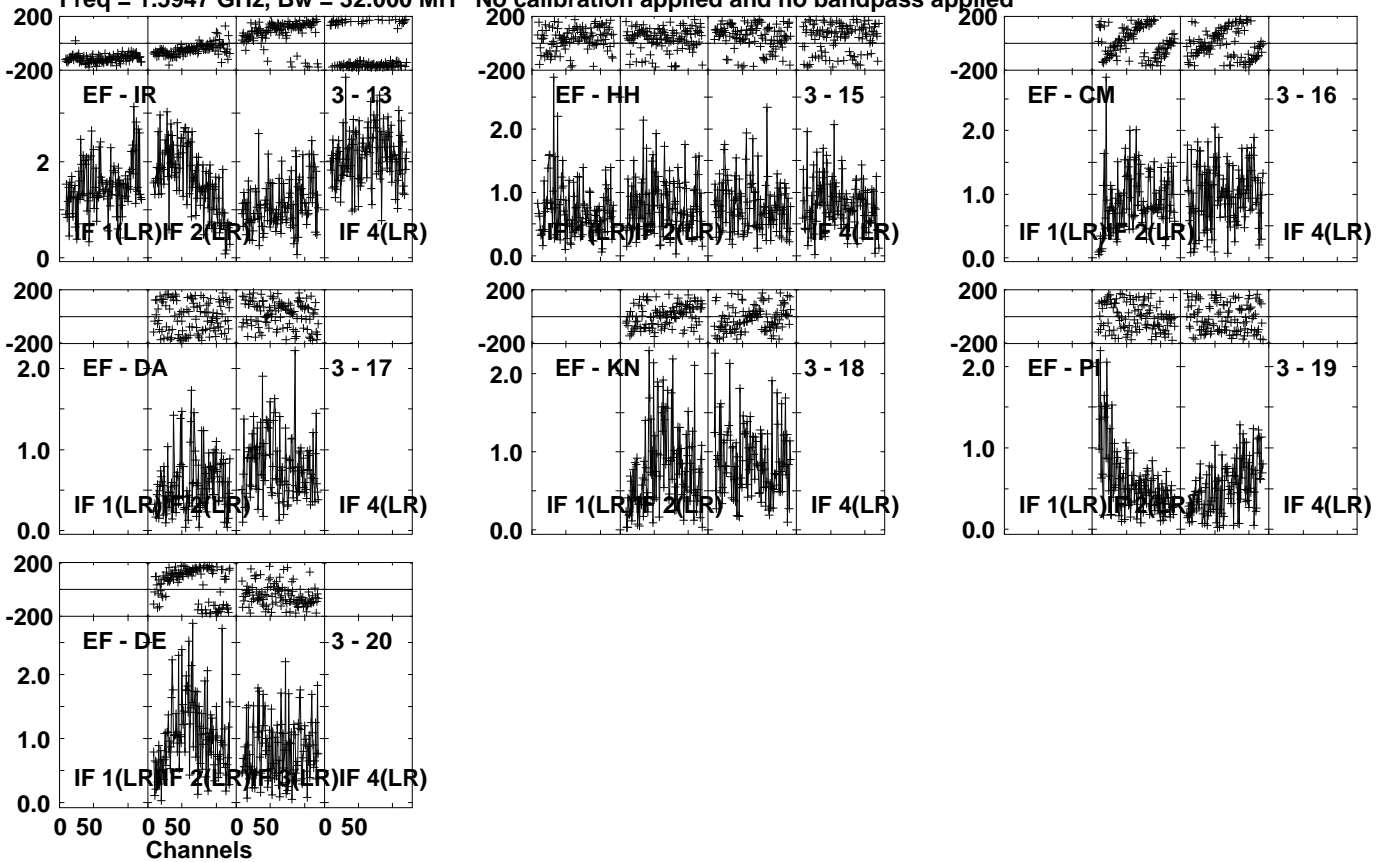 Freq = 1.5947 GHz, Bw = 32.000 MH No calibration applied and no bandpass applied
200
-200
EF - IR
3 - 13
2
0
IF 1(LR)
IF 2(LR)
IF 4(LR)
200
-200
EF - HH
3 - 15
2.0
1.0
0.0
IF 1(LR)
IF 2(LR)
IF 4(LR)
200
-200
EF - CM
3 - 16
2.0
1.0
0.0
IF 1(LR)
IF 2(LR)
IF 4(LR)
200
-200
EF - DA
3 - 17
2.0
1.0
0.0
IF 1(LR)
IF 2(LR)
IF 4(LR)
200
-200
EF - KN
3 - 18
2.0
1.0
0.0
IF 1(LR)
IF 2(LR)
IF 4(LR)
200
-200
EF - PI
3 - 19
2.0
1.0
0.0
IF 1(LR)
IF 2(LR)
IF 4(LR)
200
-200
EF - DE
3 - 20
2.0
1.0
0.0
IF 1(LR)
IF 2(LR)
IF 3(LR)
IF 4(LR)
0 50
0 50
0 50
0 50
Channels